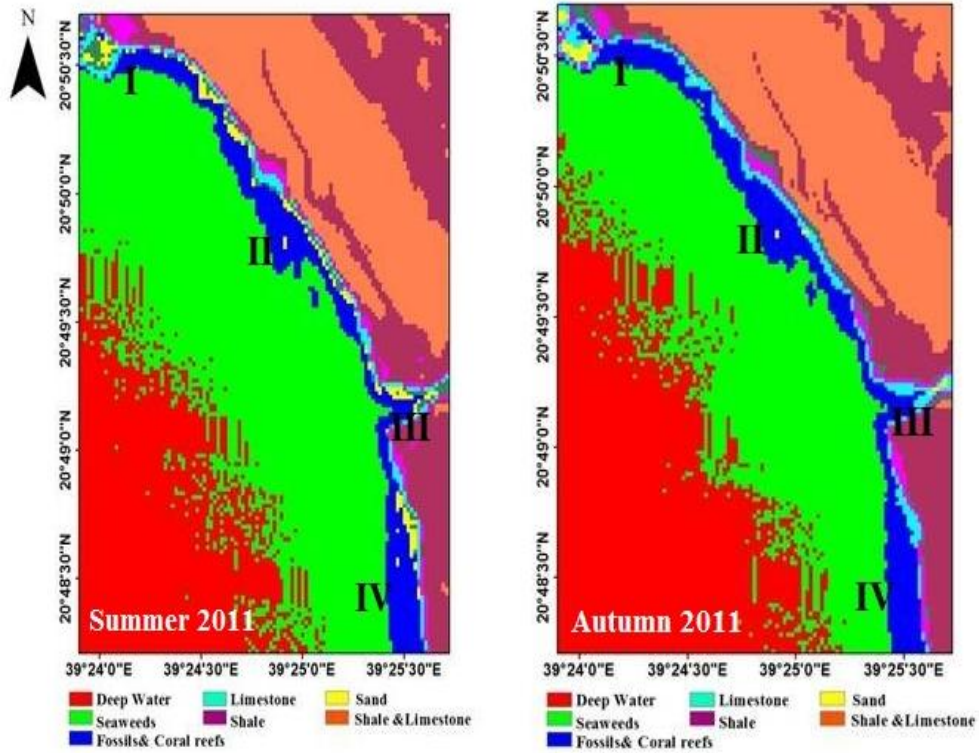 N
20°50'30"N
20°50'0"N
20°49'30"N
20°49'0"N
20°48'30"N
I
II
III
IV
Summer 2011
39°24'0"E 39°24'30"E 39°25'0"E 39°25'30"E
Deep Water Limestone Sand
Seaweeds Shale Shale &Limestone
Fossils& Coral reefs
20°50'30"N
20°50'0"N
20°49'30"N
20°49'0"N
20°48'30"N
I
II
III
IV
Autumn 2011
39°24'0"E 39°24'30"E 39°25'0"E 39°25'30"E
Deep Water Limestone Sand
Seaweeds Shale Shale &Limestone
Fossils& Coral reefs